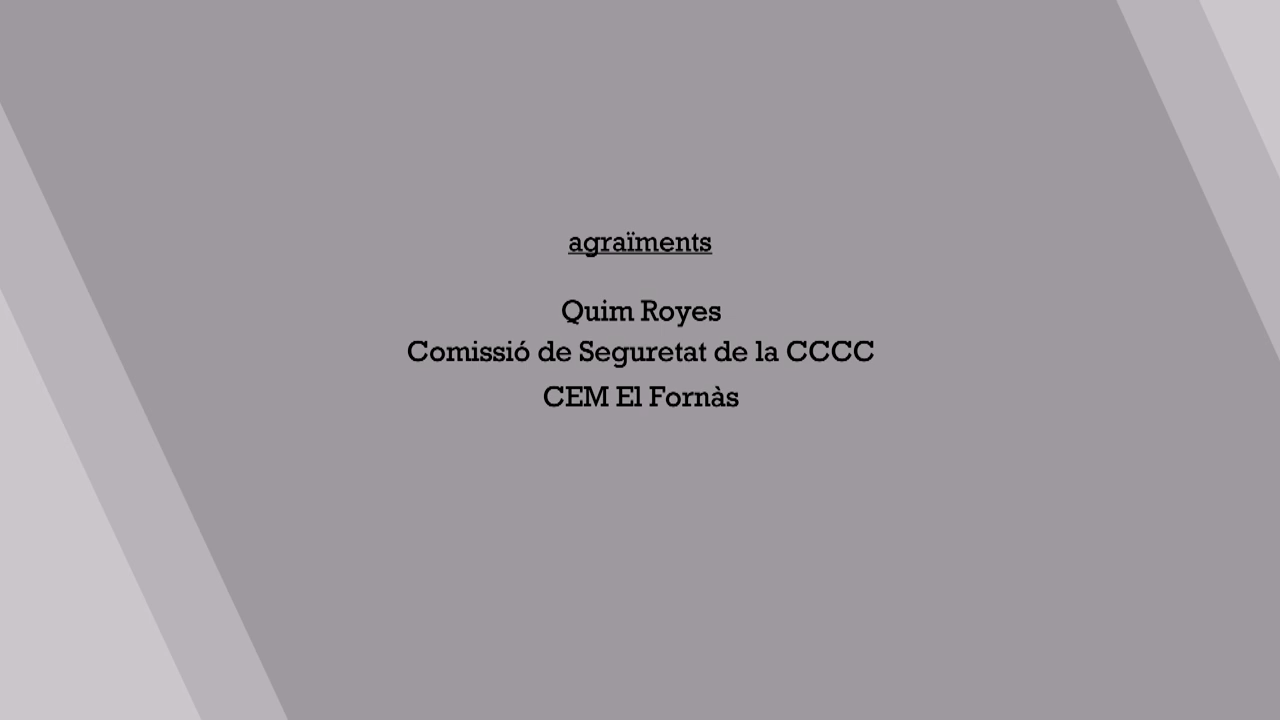 agraïments
Quim Royes
Comissió de Seguretat de la CCCC
CEM El Fornàs